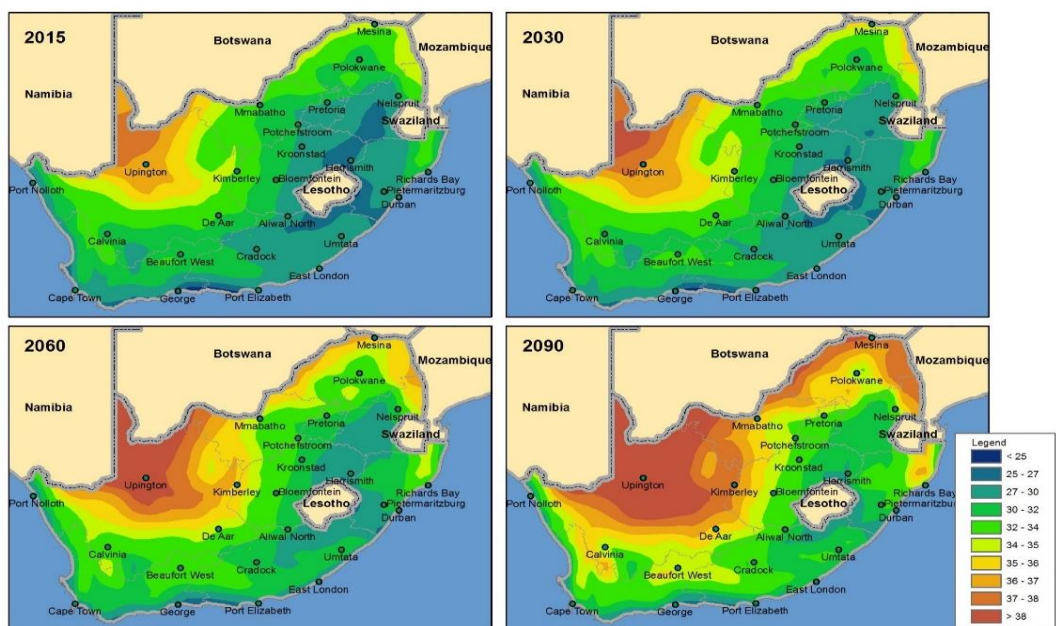 2015
Botswana
Mozambique
Namibia
Mesina
Polokwane
Nelspruit
Swaziland
Mmabatho
Pretoria
Potchefstroom
Kroonstad
Harrismith
Upington
Kimberley
Bloemfontein
Lesotho
Richards Bay
Pietermaritzburg
Durban
Port Nolloth
De Aar
Aliwal North
Calvinia
Umtata
Beaufort West
Cradock
East London
Cape Town
George
Port Elizabeth
2030
Botswana
Mozambique
Namibia
Mesina
Polokwane
Nelspruit
Swaziland
Mmabatho
Pretoria
Potchefstroom
Kroonstad
Harrismith
Upington
Kimberley
Bloemfontein
Lesotho
Richards Bay
Pietermaritzburg
Durban
Port Nolloth
De Aar
Aliwal North
Calvinia
Umtata
Beaufort West
Cradock
East London
Cape Town
George
Port Elizabeth
2060
Botswana
Mozambique
Namibia
Mesina
Polokwane
Nelspruit
Swaziland
Mmabatho
Pretoria
Potchefstroom
Kroonstad
Harrismith
Upington
Kimberley
Bloemfontein
Lesotho
Richards Bay
Pietermaritzburg
Durban
Port Nolloth
De Aar
Aliwal North
Calvinia
Umtata
Beaufort West
Cradock
East London
Cape Town
George
Port Elizabeth
2090
Botswana
Mozambique
Namibia
Mesina
Polokwane
Nelspruit
Swaziland
Mmabatho
Pretoria
Potchefstroom
Kroonstad
Harrismith
Upington
Kimberley
Bloemfontein
Lesotho
Richards Bay
Pietermaritzburg
Durban
Port Nolloth
De Aar
Aliwal North
Calvinia
Umtata
Beaufort West
Cradock
East London
Cape Town
George
Port Elizabeth
Legend
< 25
25 - 27
27 - 30
30 - 32
32 - 34
34 - 35
35 - 36
36 - 37
37 - 38
> 38